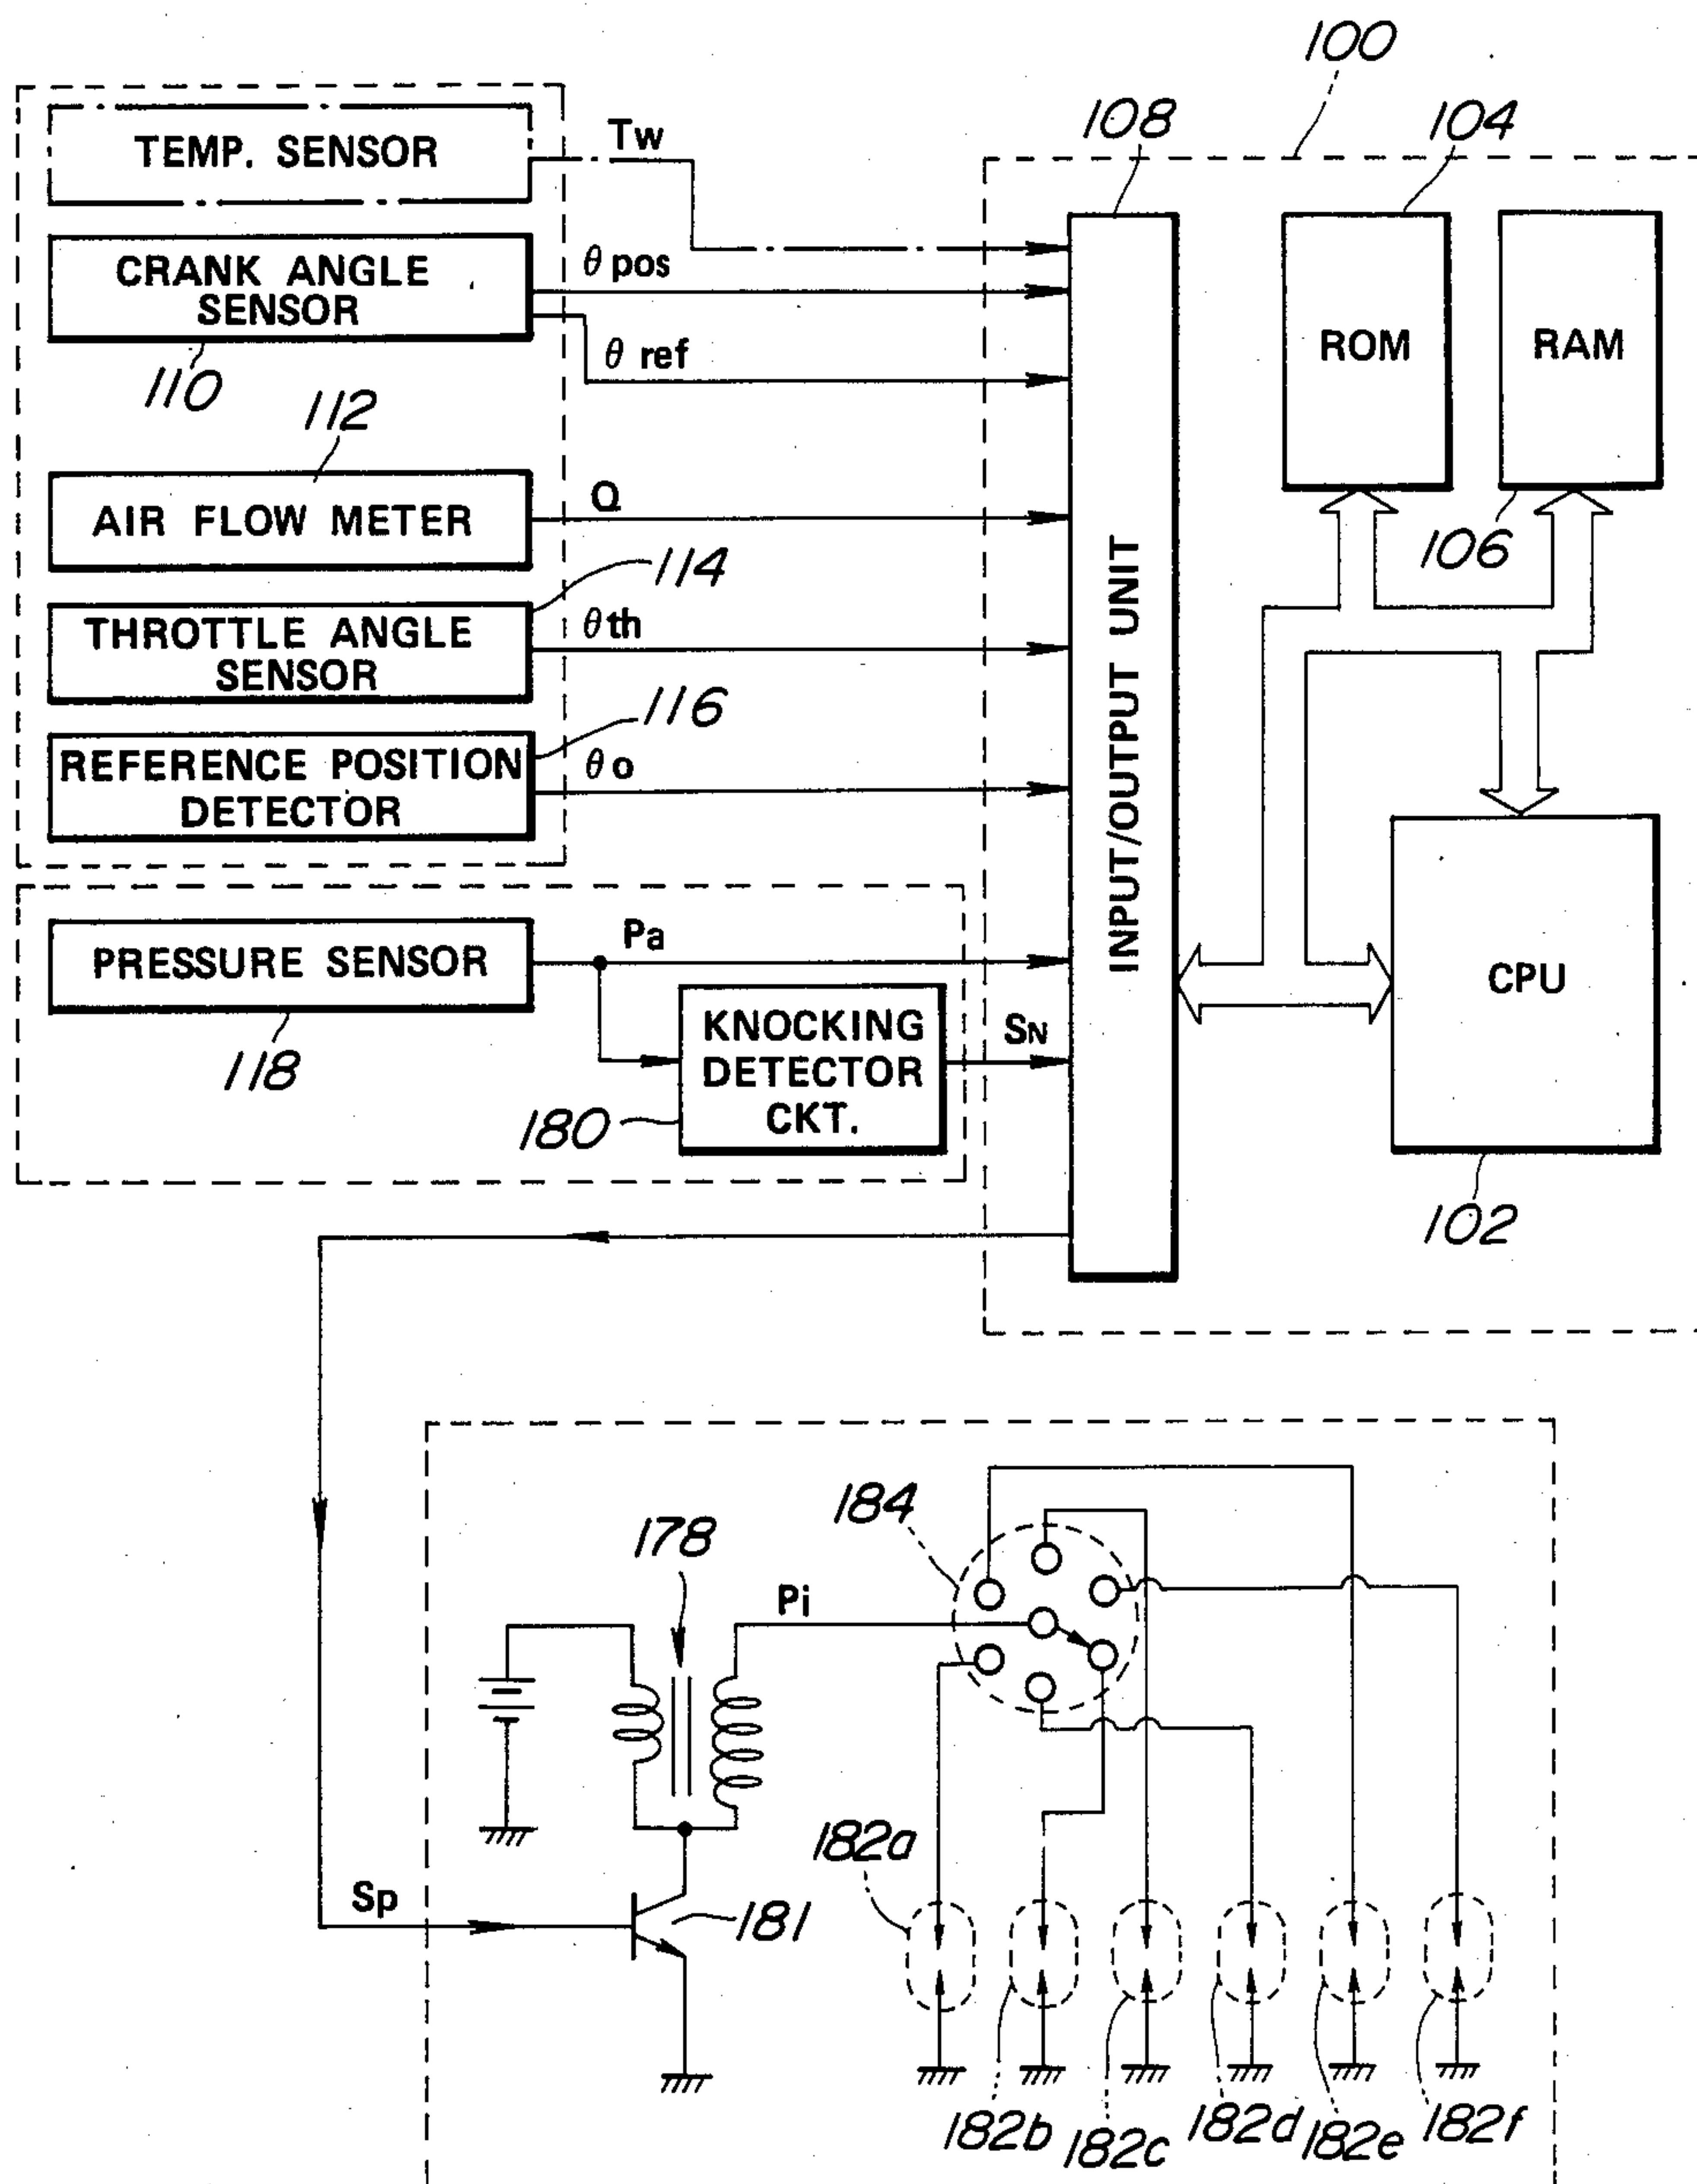 100
108
104
TEMP. SENSOR
Tw
CRANK ANGLE
SENSOR
θ pos
θ ref
110
ROM
RAM
112
AIR FLOW METER
Q
106
114
THROTTLE ANGLE
SENSOR
θth
116
REFERENCE POSITION
DETECTOR
θo
INPUT/OUTPUT UNIT
PRESSURE SENSOR
Pa
118
KNOCKING
DETECTOR
CKT.
SN
180
CPU
102
184
178
Pi
182a
Sp
181
182b
182c
182d
182e
182f